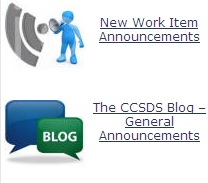 New Work Item
Announcements
The CCSDS Blog –
General
Announcements
BLOG